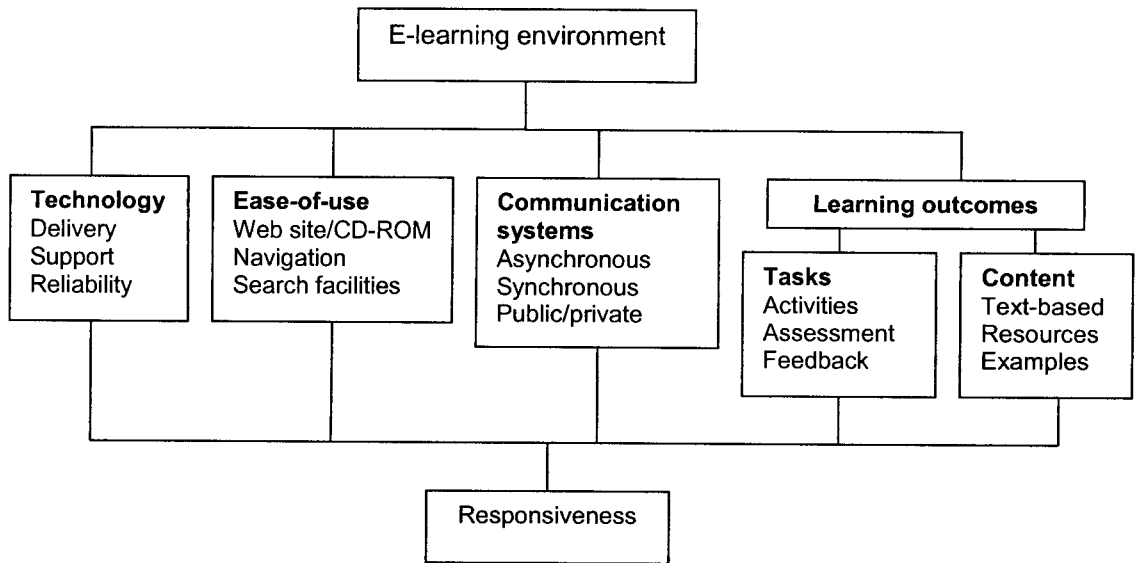 E-learning environment
Technology
Delivery
Support
Reliability
Ease-of-use
Web site/CD-ROM
Navigation
Search facilities
Communication
systems
Asynchronous
Synchronous
Public/private
Learning outcomes
Tasks
Activities
Assessment
Feedback
Content
Text-based
Resources
Examples
Responsiveness